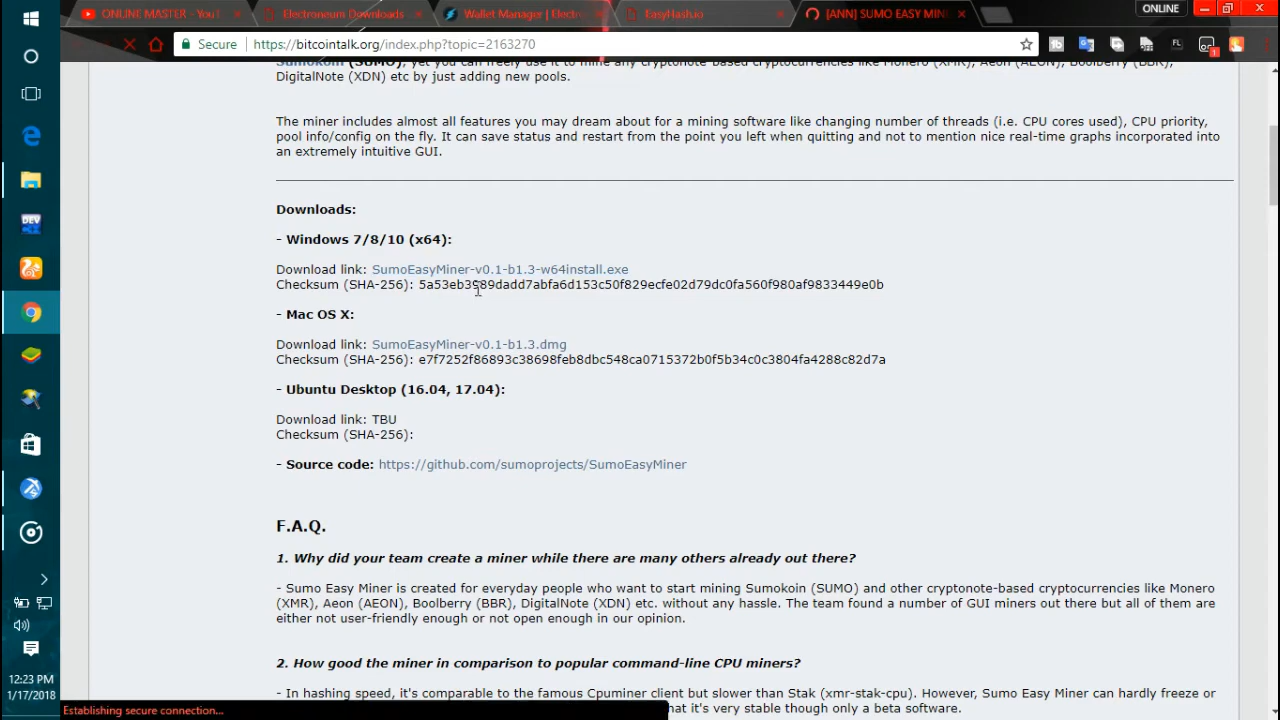 ONLINE MASTER - YouT
Electroneum Downloads
Wallet Manager | Electro
EasyHash.io
[ANN] SUMO EASY MIN
ONLINE
Secure
https://bitcointalk.org/index.php?topic=2163270
Sumokoin (SUMO), yet you can freely use it to mine any cryptonote-based cryptocurrencies like Monero (XMR), Aeon (AEON), Boolberry (BBR),
DigitalNote (XDN) etc by just adding new pools.
The miner includes almost all features you may dream about for a mining software like changing number of threads (i.e. CPU cores used), CPU priority,
pool info/config on the fly. It can save status and restart from the point you left when quitting and not to mention nice real-time graphs incorporated into
an extremely intuitive GUI.
Downloads:
- Windows 7/8/10 (x64):
Download link: SumoEasyMiner-v0.1-b1.3-w64install.exe
Checksum (SHA-256): 5a53eb3989dadd7abfa6d153c50f829ecfe02d79dc0fa560f980af9833449e0b
- Mac OS X:
Download link: SumoEasyMiner-v0.1-b1.3.dmg
Checksum (SHA-256): e7f7252f86893c38698feb8dbc548ca0715372b0f5b34c0c3804fa4288c82d7a
- Ubuntu Desktop (16.04, 17.04):
Download link: TBU
Checksum (SHA-256):
- Source code: https://github.com/sumoprojects/SumoEasyMiner
F.A.Q.
1. Why did your team create a miner while there are many others already out there?
- Sumo Easy Miner is created for everyday people who want to start mining Sumokoin (SUMO) and other cryptonote-based cryptocurrencies like Monero
(XMR), Aeon (AEON), Boolberry (BBR), DigitalNote (XDN) etc. without any hassle. The team found a number of GUI miners out there but all of them are
either not user-friendly enough or not open enough in our opinion.
2. How good the miner in comparison to popular command-line CPU miners?
- In hashing speed, it's comparable to the famous Cpuminer client but slower than Stak (xmr-stak-cpu). However, Sumo Easy Miner can hardly freeze or
that it's very stable though only a beta software.
DEV
FL
1
12:23 PM
1/17/2018
Establishing secure connection...